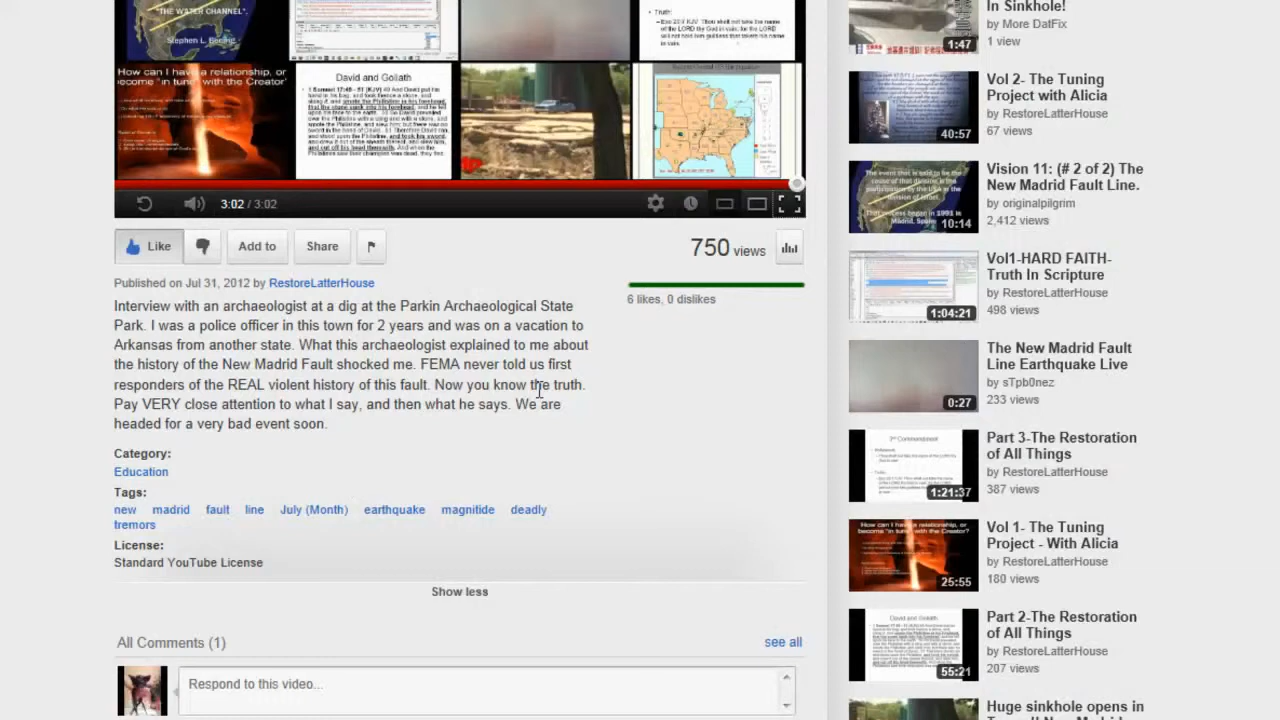 "THE WATER CHANNEL".
Stephen L. Bening
Truth:
How can I have a relationship, or
become "in tune" with the Creator
David and Goliath
3:02 / 3:02
Like
Add to
Share
750 views
Published on Jul 31, 2012 by RestoreLatterHouse
6 likes, 0 dislikes
Interview with an archaeologist at a dig at the Parkin Archaeological State
Park. I was a police officer in this town for 2 years and was on a vacation to
Arkansas from another state. What this archaeologist explained to me about
the history of the New Madrid Fault shocked me. FEMA never told us first
responders of the REAL violent history of this fault. Now you know the truth.
Pay VERY close attention to what I say, and then what he says. We are
headed for a very bad event soon.
Category:
Education
Tags:
new madrid fault line July (Month) earthquake magnitide deadly
tremors
License:
Standard YouTube License
Show less
All Comme
see all
Respond to this video...
In Sinkhole!
by More DatFix
1 view
1:47
Vol 2- The Tuning
Project with Alicia
by RestoreLatterHouse
67 views
40:57
Vision 11: (# 2 of 2) The
New Madrid Fault Line.
by originalpilgrim
2,412 views
10:14
Vol1-HARD FAITH-
Truth In Scripture
by RestoreLatterHouse
498 views
1:04:21
The New Madrid Fault
Line Earthquake Live
by sTpb0nez
233 views
0:27
Part 3-The Restoration
of All Things
by RestoreLatterHouse
387 views
1:21:37
Vol 1- The Tuning
Project - With Alicia
by RestoreLatterHouse
180 views
25:55
Part 2-The Restoration
of All Things
by RestoreLatterHouse
207 views
55:21
Huge sinkhole opens in